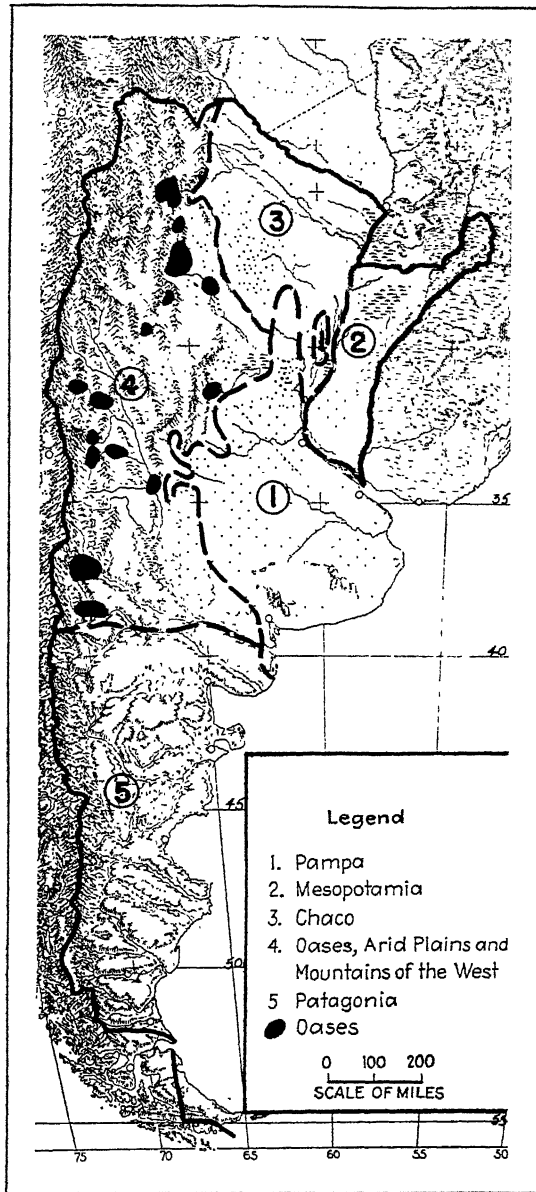 3
2
4
1
35
40
5
45
Legend
1. Pampa
2. Mesopotamia
3. Chaco
4. Oases, Arid Plains and
Mountains of the West
5 Patagonia
Oases
50
0 100 200
SCALE OF MILES
55
75 70 65 60 55 50